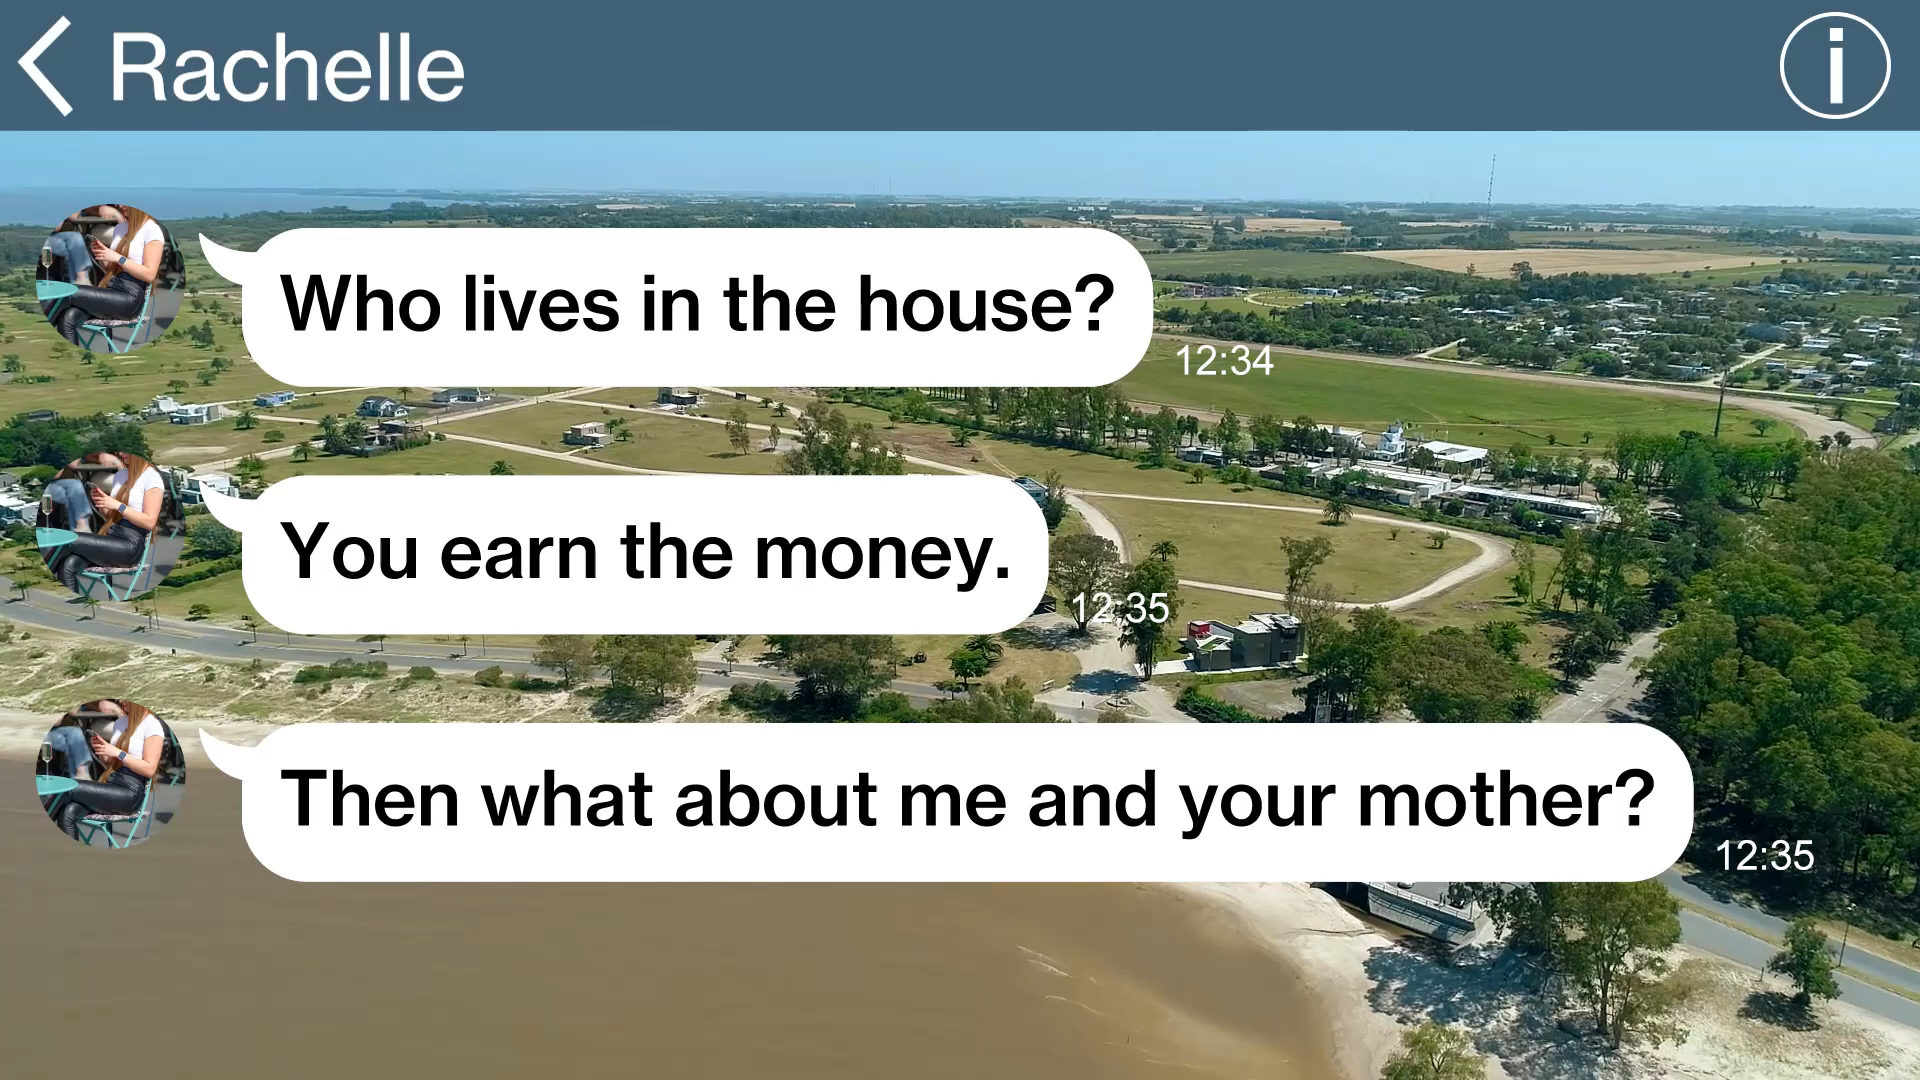 Rachelle
Who lives in the house?
12:34
You earn the money.
12:35
Then what about me and your mother?
12:35